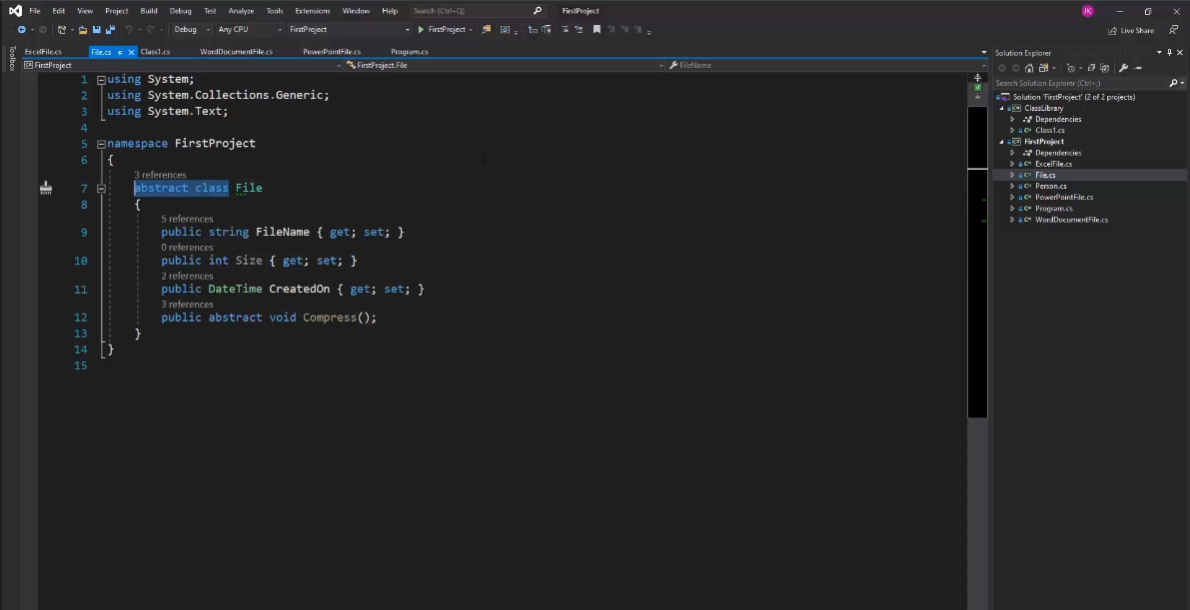 File Edit View Project Build Debug Test Analyze Tools Extensions Window Help Search (Ctrl+Q) FirstProject JK
Debug Any CPU FirstProject FirstProject Live Share
Toolbox
ExcelFile.cs File.cs Class1.cs WordDocumentFile.cs PowerPointFile.cs Program.cs
FirstProject FirstProject.File FileName
1 using System;
2 using System.Collections.Generic;
3 using System.Text;
4
5 namespace FirstProject
6 {
3 references
7 abstract class File
8 {
5 references
9 public string FileName { get; set; }
0 references
10 public int Size { get; set; }
2 references
11 public DateTime CreatedOn { get; set; }
3 references
12 public abstract void Compress();
13 }
14 }
15
Solution Explorer
Search Solution Explorer (Ctrl+;)
Solution 'FirstProject' (2 of 2 projects)
ClassLibrary
Dependencies
Class1.cs
FirstProject
Dependencies
ExcelFile.cs
File.cs
Person.cs
PowerPointFile.cs
Program.cs
WordDocumentFile.cs